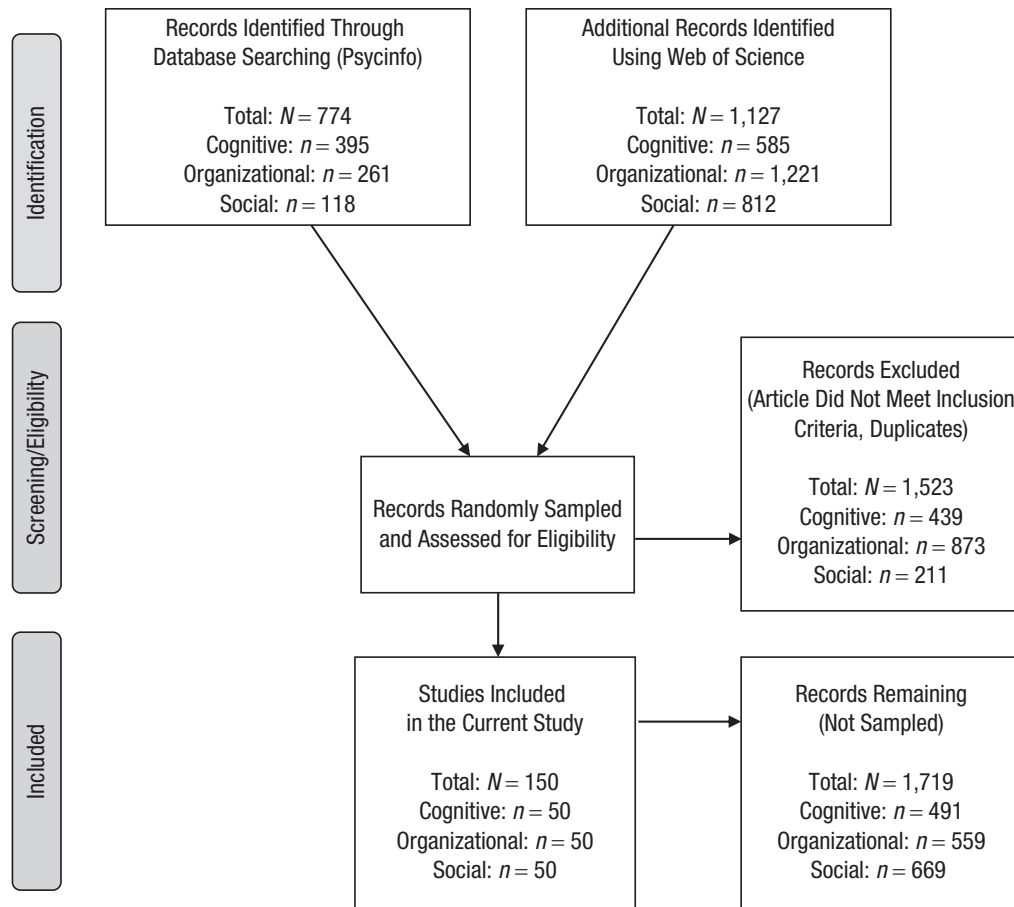 Identification
Records Identified Through
Database Searching (Psycinfo)
Total: N = 774
Cognitive: n = 395
Organizational: n = 261
Social: n = 118
Additional Records Identified
Using Web of Science
Total: N = 1,127
Cognitive: n = 585
Organizational: n = 1,221
Social: n = 812
Screening/Eligibility
Records Randomly Sampled
and Assessed for Eligibility
Records Excluded
(Article Did Not Meet Inclusion
Criteria, Duplicates)
Total: N = 1,523
Cognitive: n = 439
Organizational: n = 873
Social: n = 211
Included
Studies Included
in the Current Study
Total: N = 150
Cognitive: n = 50
Organizational: n = 50
Social: n = 50
Records Remaining
(Not Sampled)
Total: N = 1,719
Cognitive: n = 491
Organizational: n = 559
Social: n = 669